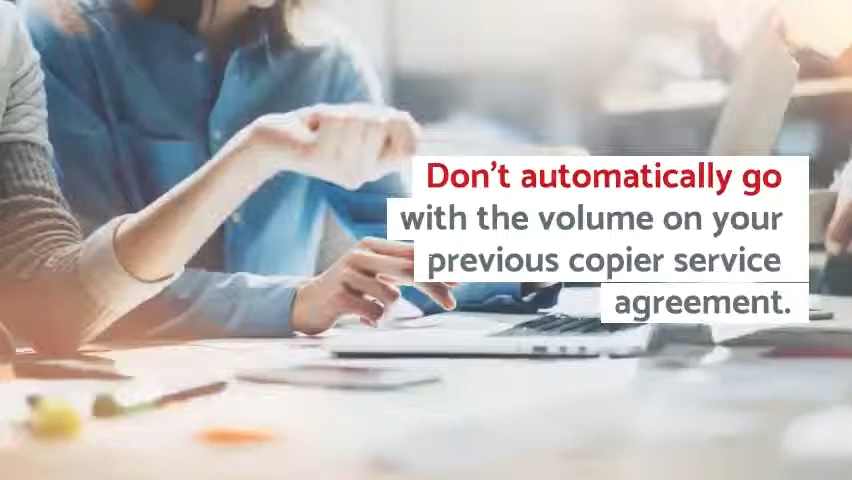 Don't automatically go
with the volume on your
previous copier service
agreement.